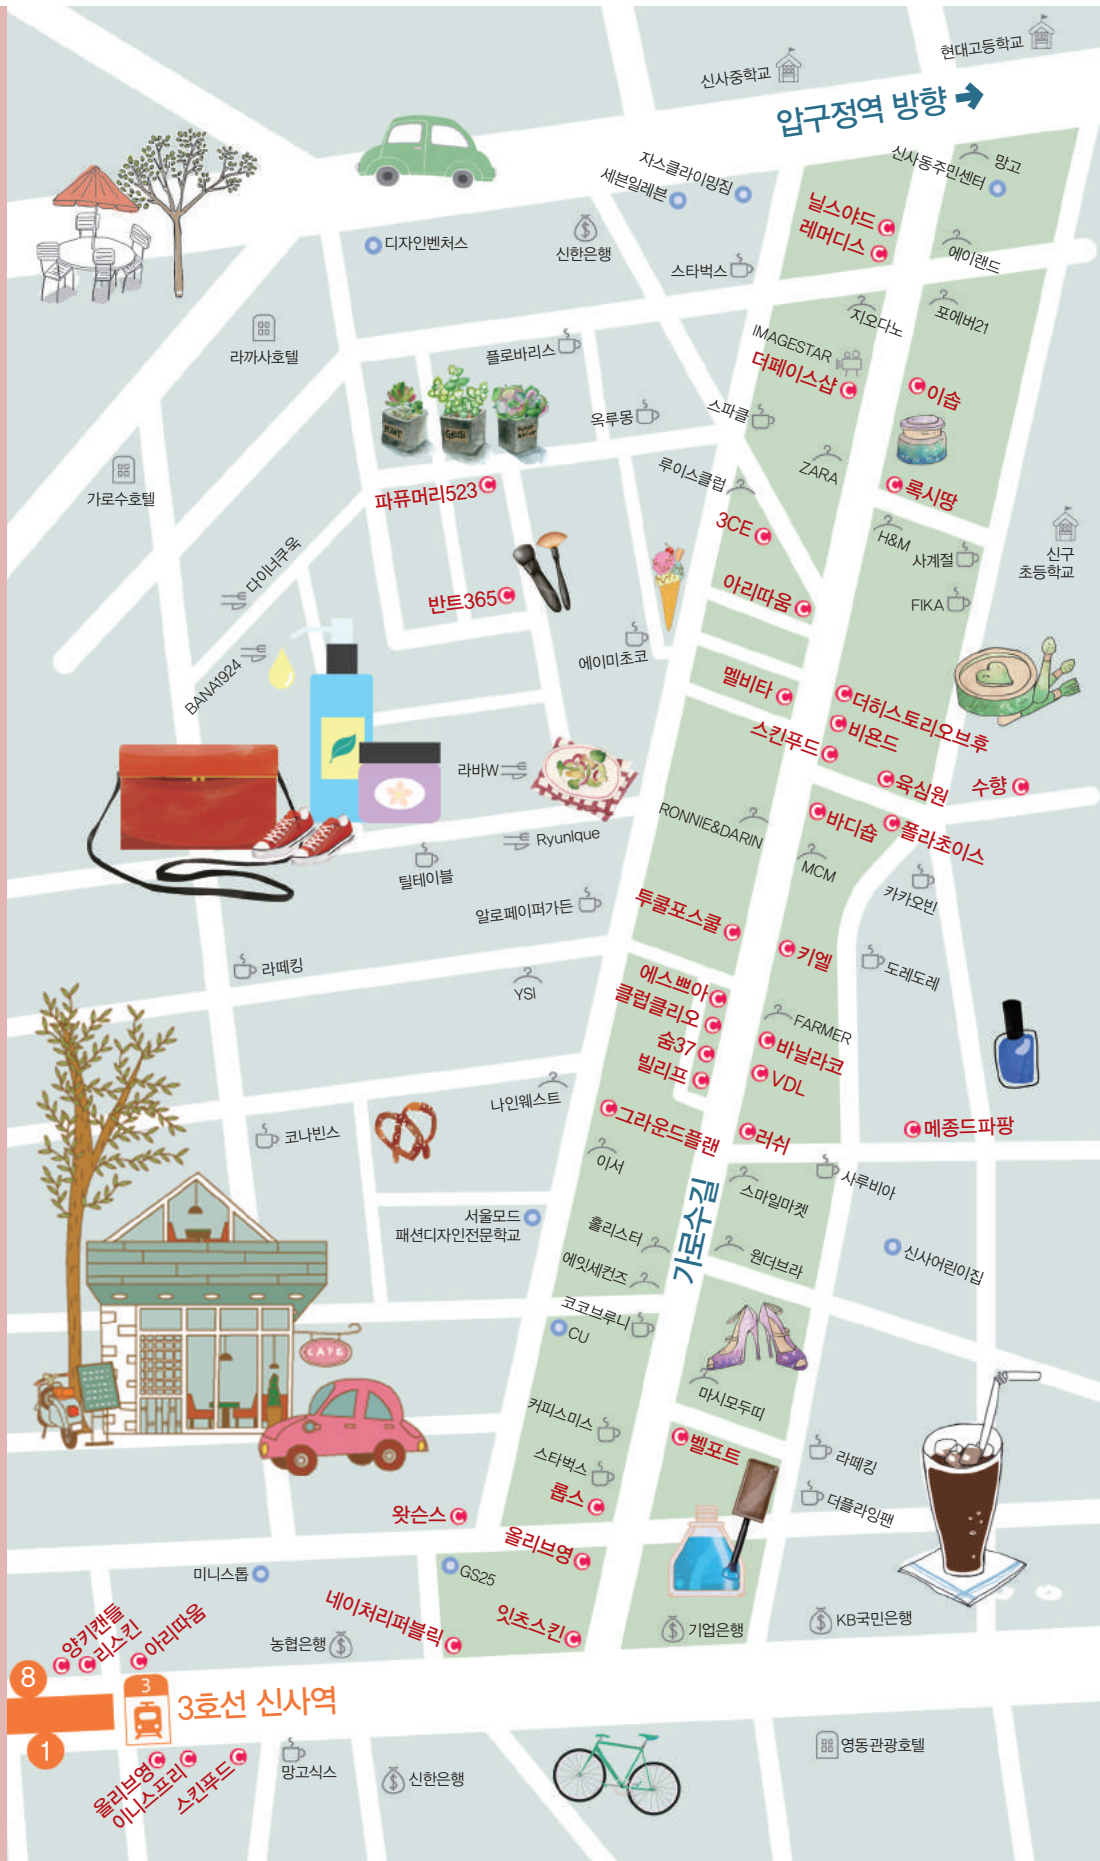 현대고등학교
신사중학교
압구정역 방향
자스클라이밍짐
세븐일레븐
신사동주민센터
망고
닐스야드
레머디스
디자인벤처스
신한은행
에이랜드
스타벅스
지오다노
포에버21
라까사호텔
플로바리스
IMAGESTAR
더페이스샵
이솝
스파클
옥루몽
ZARA
루이스클럽
록시땅
가로수호텔
파퓨머리523
3CE
H&M
사계절
신구
초등학교
다이너쿠욱
반트365
아리따움
FIKA
에이미초코
BANA1924
멜비타
더히스토리오브후
비욘드
스킨푸드
라바W
육심원
수향
RONNIE&DARIN
바디숍
폴라초이스
RyunIque
틸테이블
MCM
카카오빈
알로페이퍼가든
투쿨포스쿨
키엘
라떼킹
도레도레
YSI
에스쁘아
클럽클리오
숨37
빌리프
FARMER
바닐라코
VDL
나인웨스트
그라운드플랜
러쉬
메종드파팡
코나빈스
이서
사루비아
스마일마켓
가로수길
서울모드
패션디자인전문학교
홀리스터
원더브라
신사어린이집
에잇세컨즈
코코브루니
CU
CAFE
마시모두띠
커피스미스
벨포트
스타벅스
라떼킹
롭스
더플라잉팬
왓슨스
올리브영
미니스톱
GS25
양키캔들
리스킨
아리따움
네이처리퍼블릭
잇츠스킨
농협은행
기업은행
KB국민은행
8
3
3호선 신사역
1
올리브영
이니스프리
스킨푸드
망고식스
신한은행
영동관광호텔